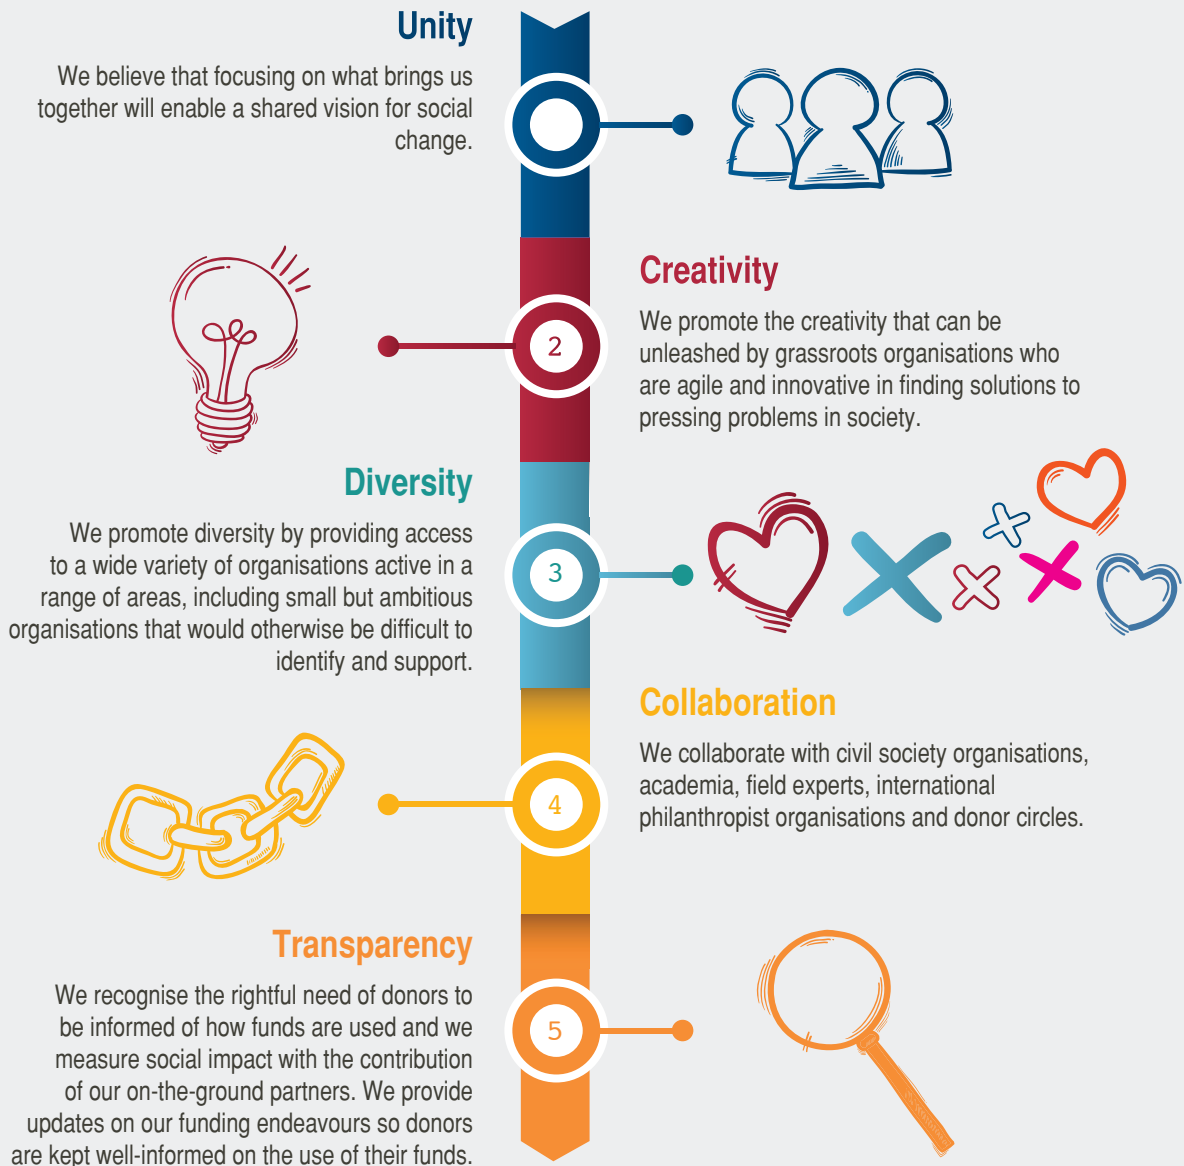 Unity
We believe that focusing on what brings us
together will enable a shared vision for social
change.
2
Creativity
We promote the creativity that can be
unleashed by grassroots organisations who
are agile and innovative in finding solutions to
pressing problems in society.
Diversity
We promote diversity by providing access
to a wide variety of organisations active in a
range of areas, including small but ambitious
organisations that would otherwise be difficult to
identify and support.
3
Collaboration
We collaborate with civil society organisations,
academia, field experts, international
philanthropist organisations and donor circles.
4
Transparency
We recognise the rightful need of donors to
be informed of how funds are used and we
measure social impact with the contribution
of our on-the-ground partners. We provide
updates on our funding endeavours so donors
are kept well-informed on the use of their funds.
5